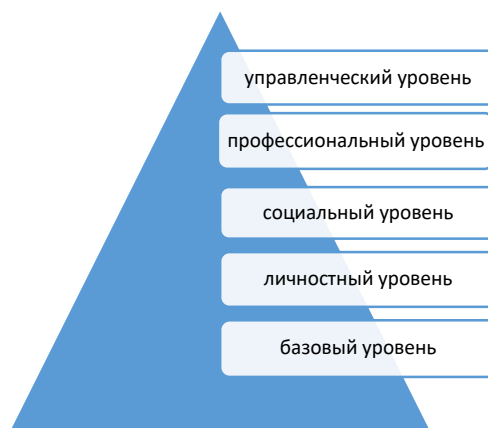 управленческий уровень
профессиональный уровень
социальный уровень
личностный уровень
базовый уровень